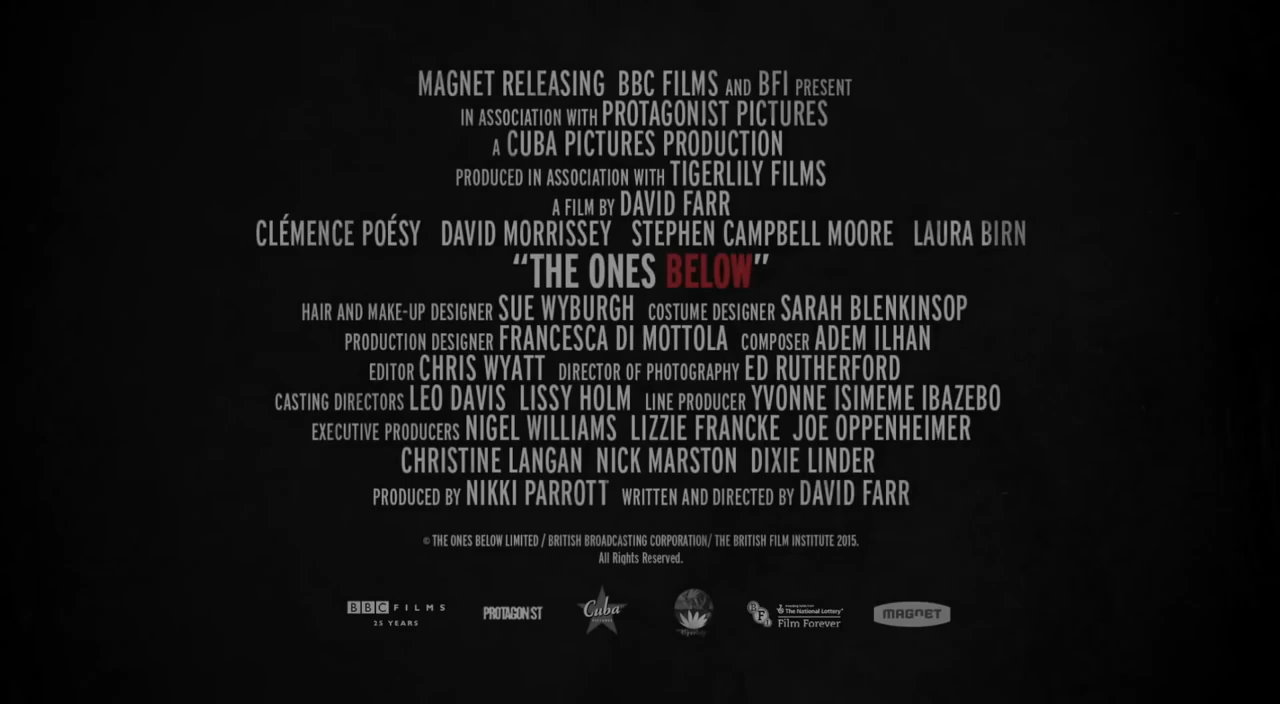 MAGNET RELEASING BBC FILMS AND BFI PRESENT
IN ASSOCIATION WITH PROTAGONIST PICTURES
A CUBA PICTURES PRODUCTION
PRODUCED IN ASSOCIATION WITH TIGERLILY FILMS
A FILM BY DAVID FARR
CLÉMENCE POÉSY DAVID MORRISSEY STEPHEN CAMPBELL MOORE LAURA BIRN
“THE ONES BELOW”
HAIR AND MAKE-UP DESIGNER SUE WYBURGH COSTUME DESIGNER SARAH BLENKINSOP
PRODUCTION DESIGNER FRANCESCA DI MOTTOLA COMPOSER ADEM ILHAN
EDITOR CHRIS WYATT DIRECTOR OF PHOTOGRAPHY ED RUTHERFORD
CASTING DIRECTORS LEO DAVIS LISSY HOLM LINE PRODUCER YVONNE ISIMEME IBAZEBO
EXECUTIVE PRODUCERS NIGEL WILLIAMS LIZZIE FRANCKE JOE OPPENHEIMER
CHRISTINE LANGAN NICK MARSTON DIXIE LINDER
PRODUCED BY NIKKI PARROTT WRITTEN AND DIRECTED BY DAVID FARR
© THE ONES BELOW LIMITED / BRITISH BROADCASTING CORPORATION/ THE BRITISH FILM INSTITUTE 2015.
All Rights Reserved.
BBC FILMS
25 YEARS
PROTAGONIST
Cuba
PICTURES
BFI
The National Lottery
Film Forever
MAGNET